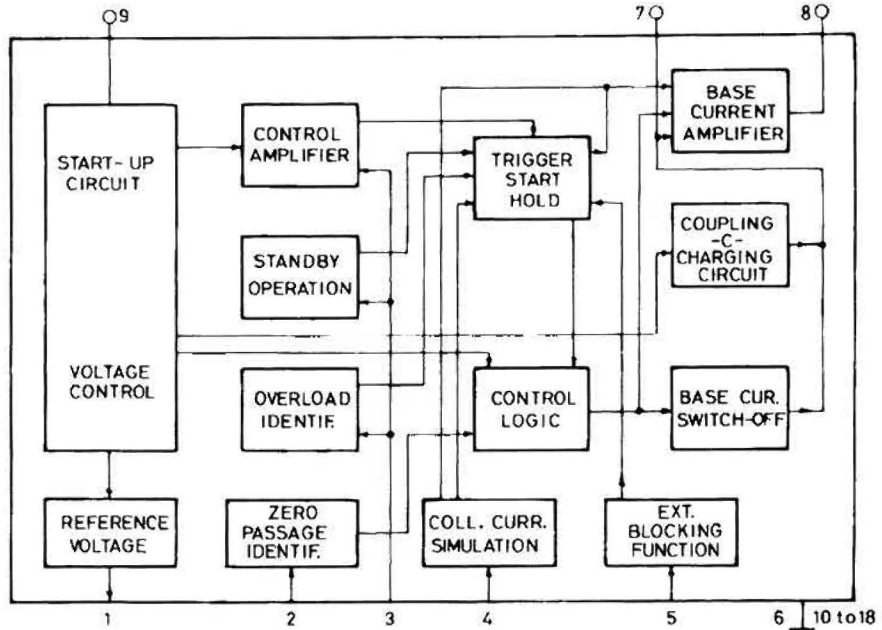 9
7
8
START-UP
CIRCUIT
VOLTAGE
CONTROL
CONTROL
AMPLIFIER
STANDBY
OPERATION
OVERLOAD
IDENTIF.
TRIGGER
START
HOLD
CONTROL
LOGIC
BASE
CURRENT
AMPLIFIER
COUPLING
-C-
CHARGING
CIRCUIT
BASE CUR.
SWITCH-OFF
REFERENCE
VOLTAGE
ZERO
PASSAGE
IDENTIF.
COLL. CURR.
SIMULATION
EXT.
BLOCKING
FUNCTION
1
2
3
4
5
6
10 to 18